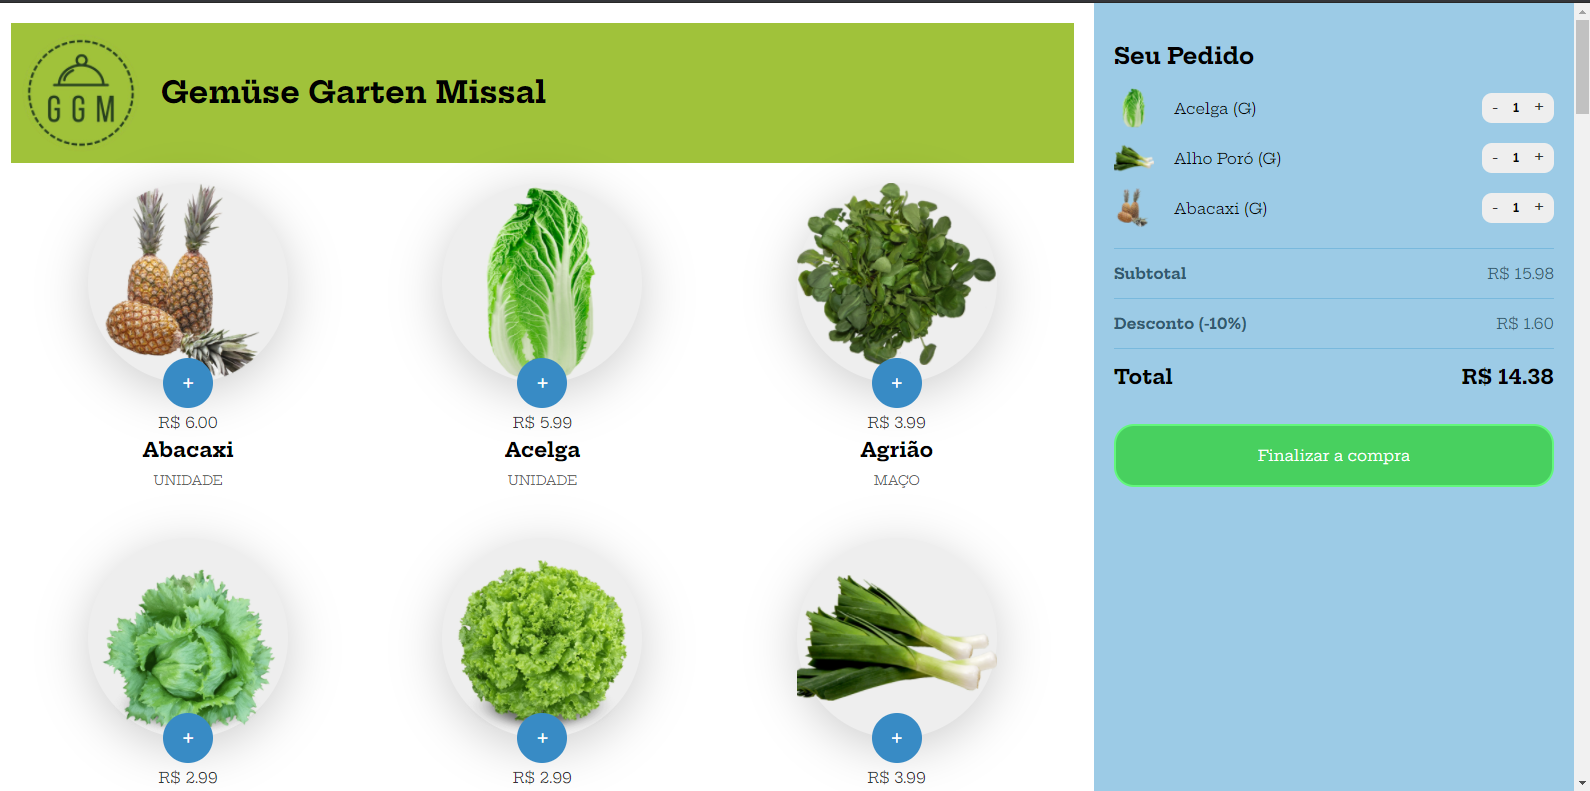 GGM
Gemüse Garten Missal
+
R$ 6.00
Abacaxi
UNIDADE
+
R$ 5.99
Acelga
UNIDADE
+
R$ 3.99
Agrião
MAÇO
+
R$ 2.99
+
R$ 2.99
+
R$ 3.99
Seu Pedido
Acelga (G) - 1 +
Alho Poró (G) - 1 +
Abacaxi (G) - 1 +
Subtotal R$ 15.98
Desconto (-10%) R$ 1.60
Total R$ 14.38
Finalizar a compra